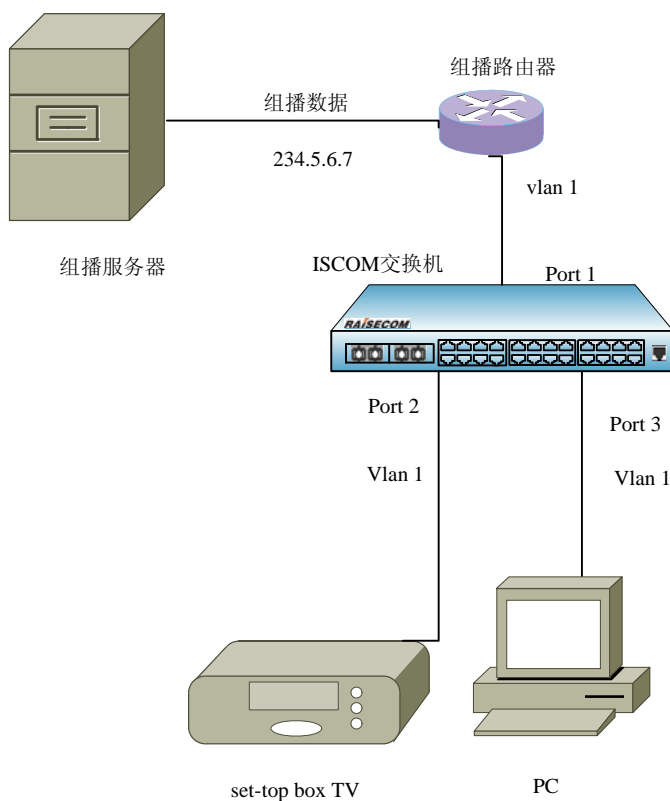 组播路由器
组播数据
234.5.6.7
vlan 1
组播服务器
ISCOM交换机
Port 1
RAISECOM
Port 2
Port 3
Vlan 1
Vlan 1
set-top box TV
PC